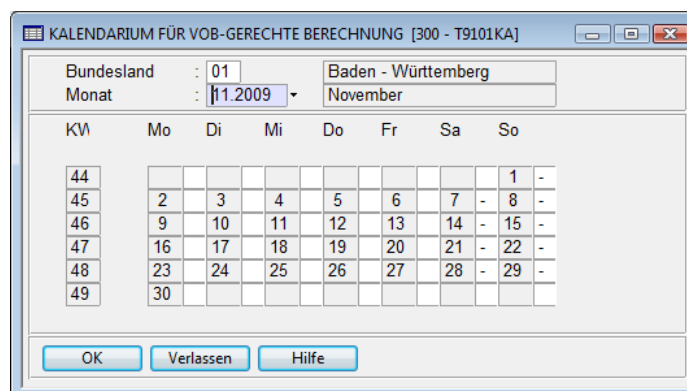 KALENDARIUM FÜR VOB-GERECHTE BERECHNUNG [300 - T9101KA]
Bundesland : 01 Baden - Württemberg
Monat : 11.2009 November
KW Mo Di Mi Do Fr Sa So
44 1 -
45 2 3 4 5 6 7 - 8 -
46 9 10 11 12 13 14 - 15 -
47 16 17 18 19 20 21 - 22 -
48 23 24 25 26 27 28 - 29 -
49 30
OK Verlassen Hilfe